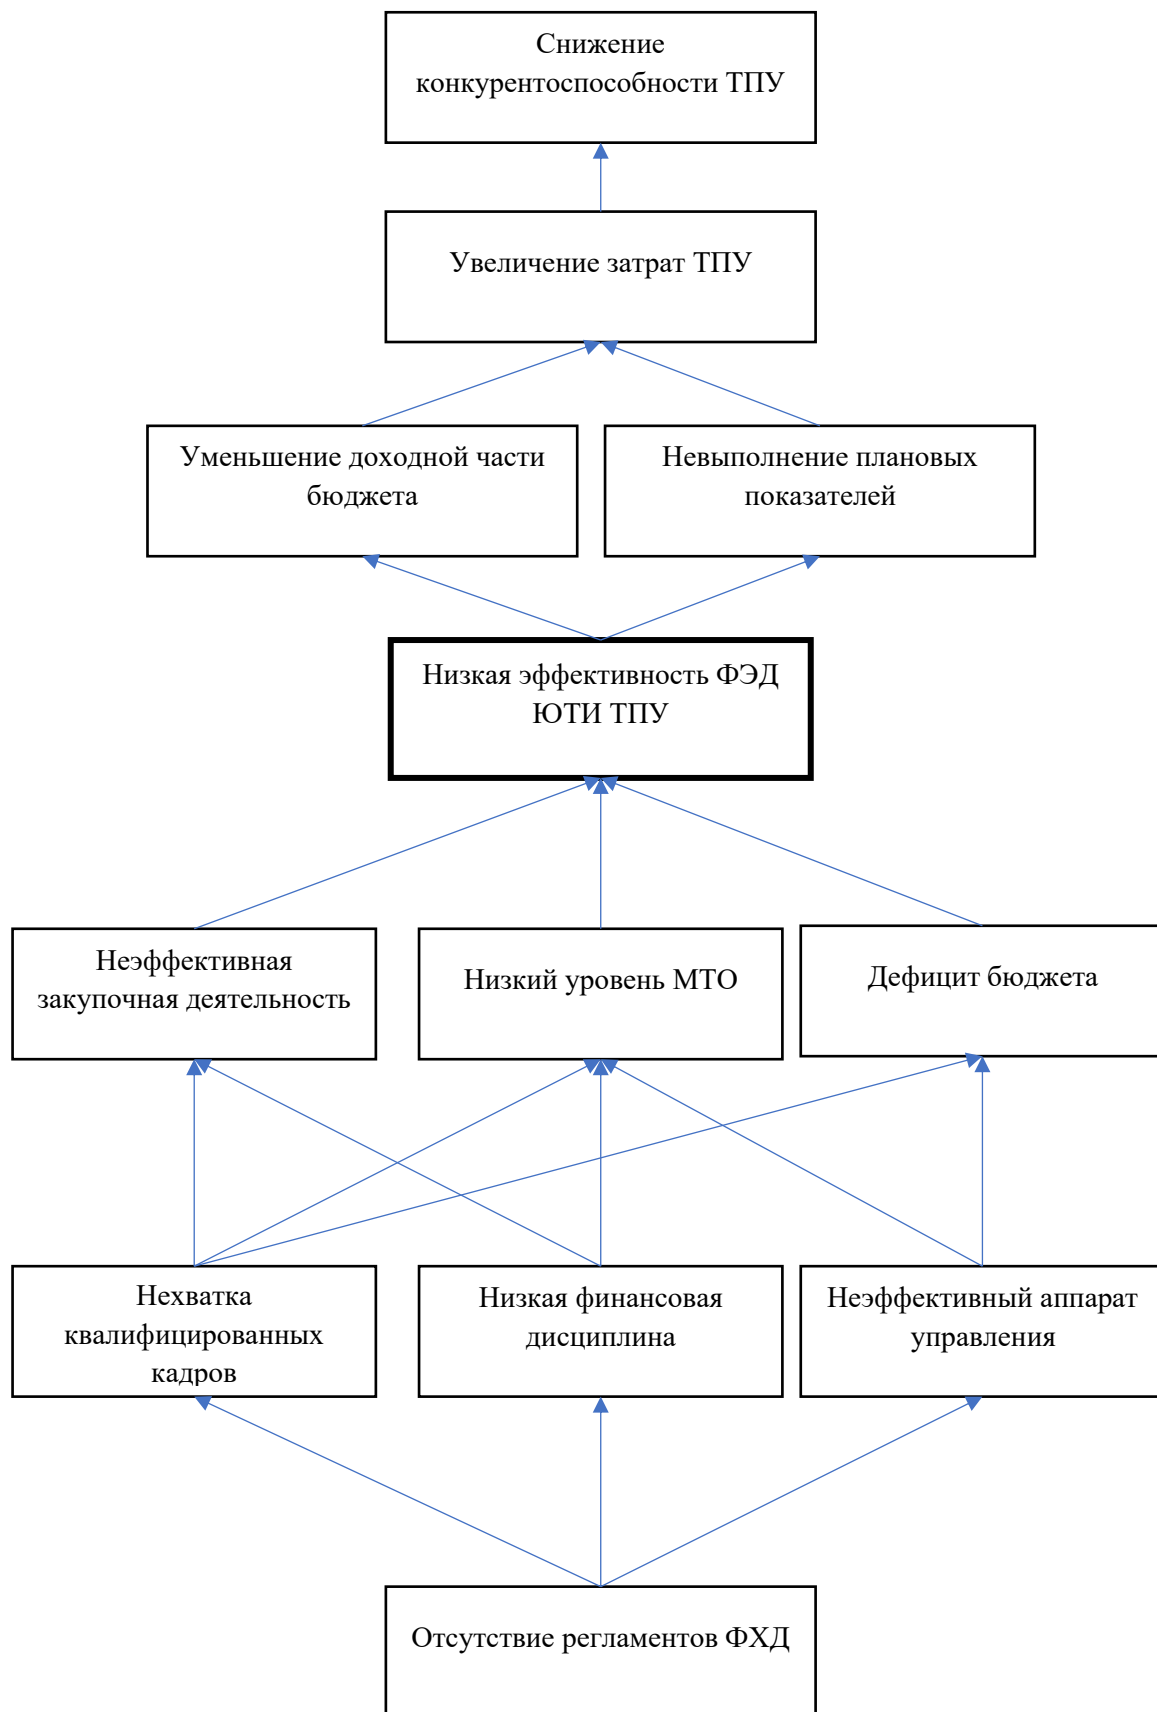 Снижение
конкурентоспособности ТПУ
Увеличение затрат ТПУ
Уменьшение доходной части
бюджета
Невыполнение плановых
показателей
Низкая эффективность ФЭД
ЮТИ ТПУ
Неэффективная
закупочная деятельность
Низкий уровень МТО
Дефицит бюджета
Нехватка
квалифицированных
кадров
Низкая финансовая
дисциплина
Неэффективный аппарат
управления
Отсутствие регламентов ФХД